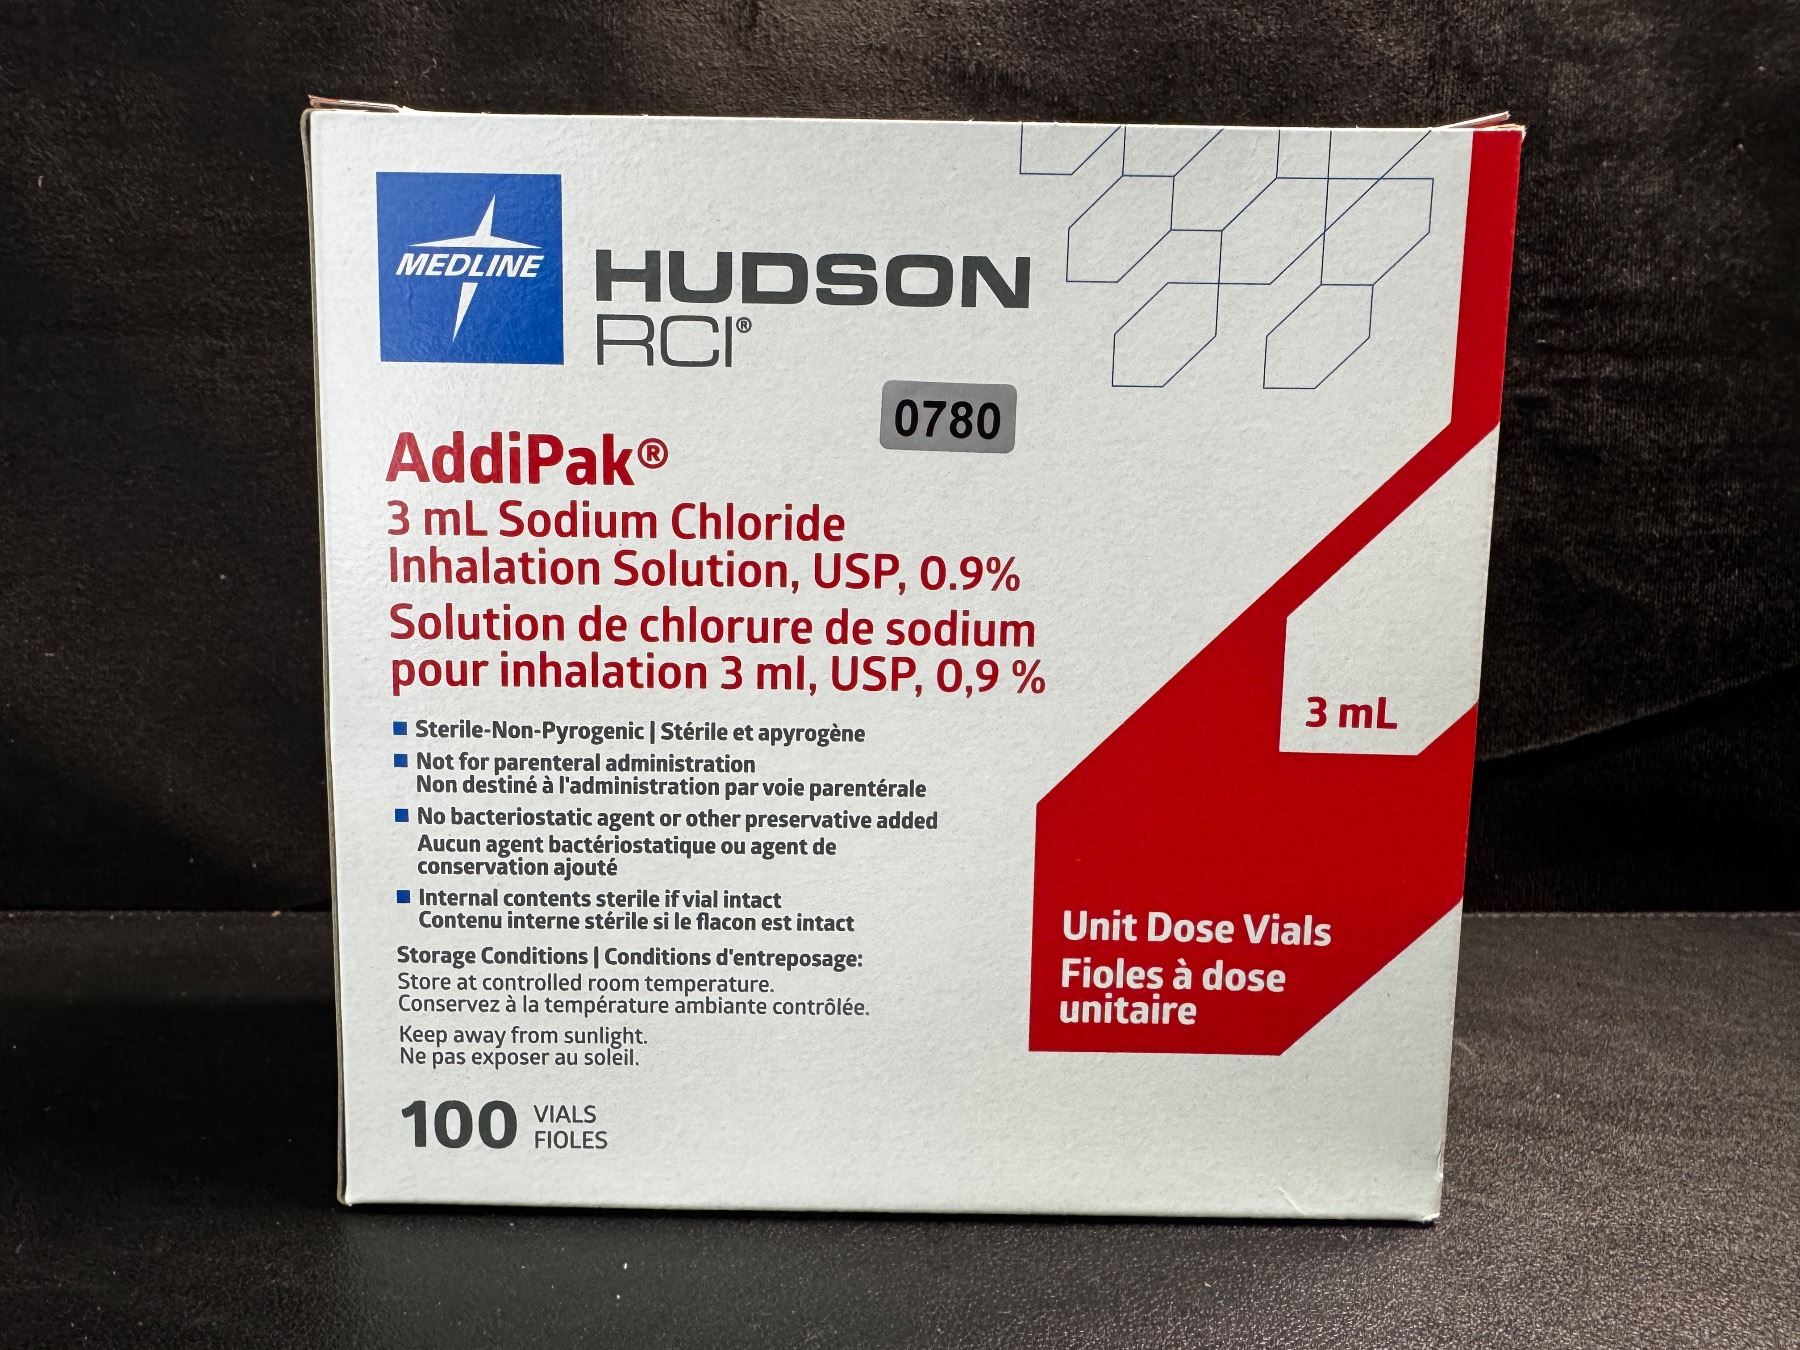 MEDLINE
HUDSON
RCI®
0780
AddiPak®
3 mL Sodium Chloride
Inhalation Solution, USP, 0.9%
Solution de chlorure de sodium
pour inhalation 3 ml, USP, 0,9 %
Sterile-Non-Pyrogenic | Stérile et apyrogène
Not for parenteral administration
Non destiné à l'administration par voie parentérale
No bacteriostatic agent or other preservative added
Aucun agent bactériostatique ou agent de
conservation ajouté
Internal contents sterile if vial intact
Contenu interne stérile si le flacon est intact
Storage Conditions | Conditions d'entreposage:
Store at controlled room temperature.
Conservez à la température ambiante contrôlée.
Keep away from sunlight.
Ne pas exposer au soleil.
100 VIALS
FIOLES
3 mL
Unit Dose Vials
Fioles à dose
unitaire